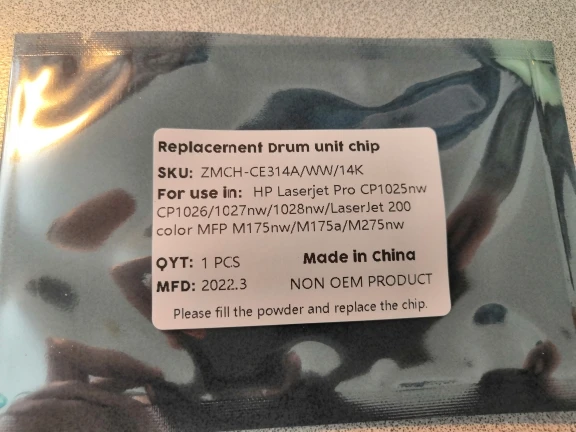 Replacement Drum unit chip
SKU: ZMCH-CE314A/WW/14K
For use in: HP Laserjet Pro CP1025nw
CP1026/1027nw/1028nw/LaserJet 200
color MFP M175nw/M175a/M275nw
QYT: 1 PCS Made in China
MFD: 2022.3 NON OEM PRODUCT
Please fill the powder and replace the chip.